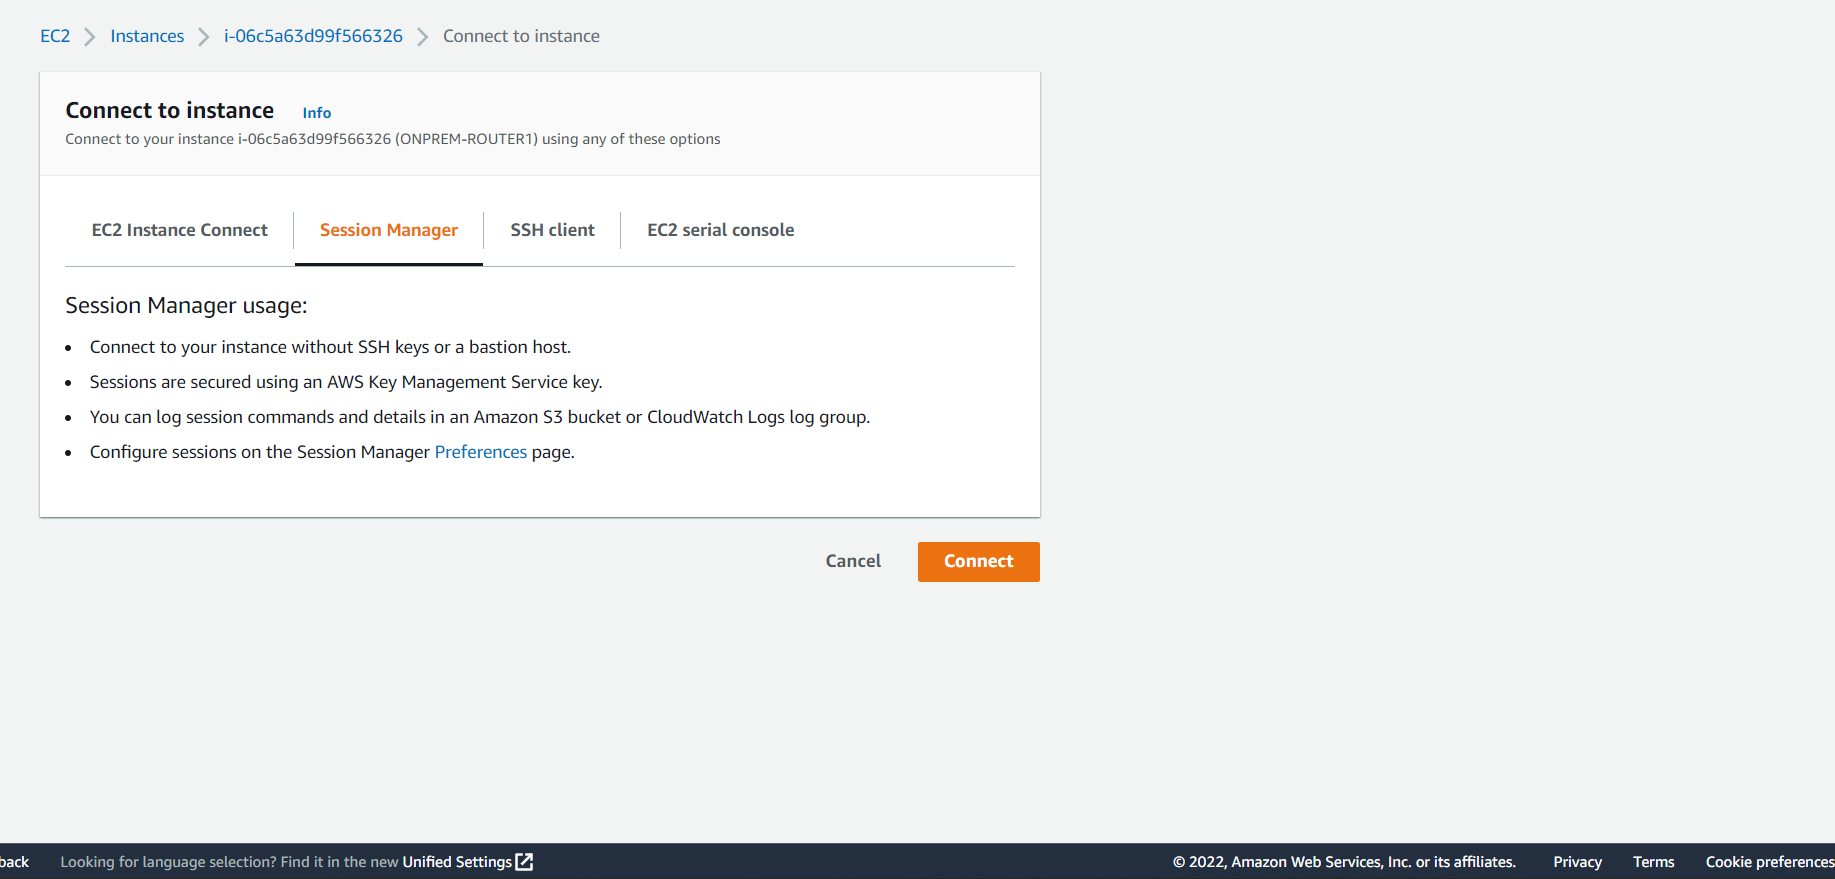 EC2 Instances i-06c5a63d99f566326 Connect to instance
Connect to instance Info
Connect to your instance i-06c5a63d99f566326 (ONPREM-ROUTER1) using any of these options
EC2 Instance Connect Session Manager SSH client EC2 serial console
Session Manager usage:
• Connect to your instance without SSH keys or a bastion host.
• Sessions are secured using an AWS Key Management Service key.
• You can log session commands and details in an Amazon S3 bucket or CloudWatch Logs log group.
• Configure sessions on the Session Manager Preferences page.
Cancel Connect
back Looking for language selection? Find it in the new Unified Settings © 2022, Amazon Web Services, Inc. or its affiliates. Privacy Terms Cookie preferences